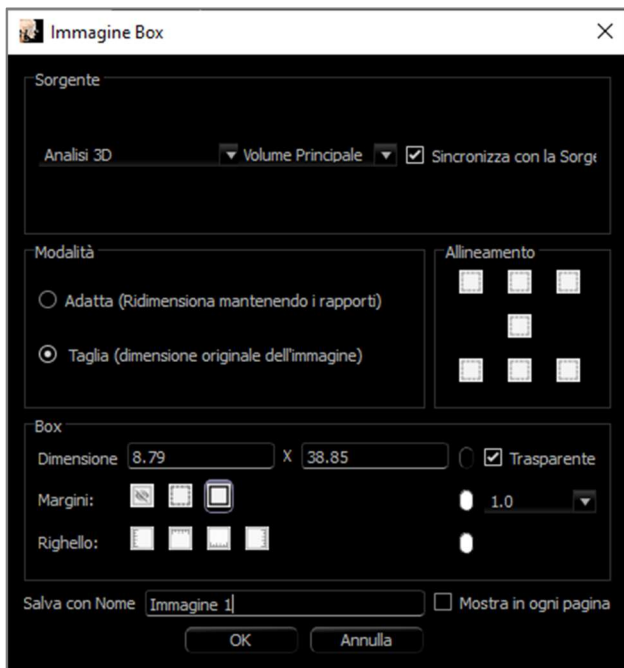 Immagine Box
Sorgente
Analisi 3D Volume Principale Sincronizza con la Sorge
Modalità Allineamento
Adatta (Ridimensiona mantenendo i rapporti)
Taglia (dimensione originale dell'immagine)
Box
Dimensione 8.79 X 38.85 Trasparente
Margini: 1.0
Righello:
Salva con Nome Immagine 1 Mostra in ogni pagina
OK Annulla